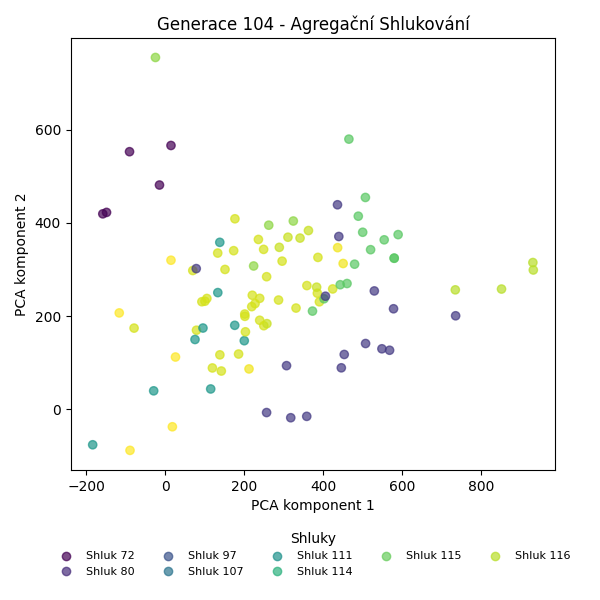 Generace 104 - Agregační Shlukování
PCA komponent 2
600
400
200
0
−200 0 200 400 600 800
PCA komponent 1
Shluky
Shluk 72 Shluk 97 Shluk 111 Shluk 115 Shluk 116
Shluk 80 Shluk 107 Shluk 114